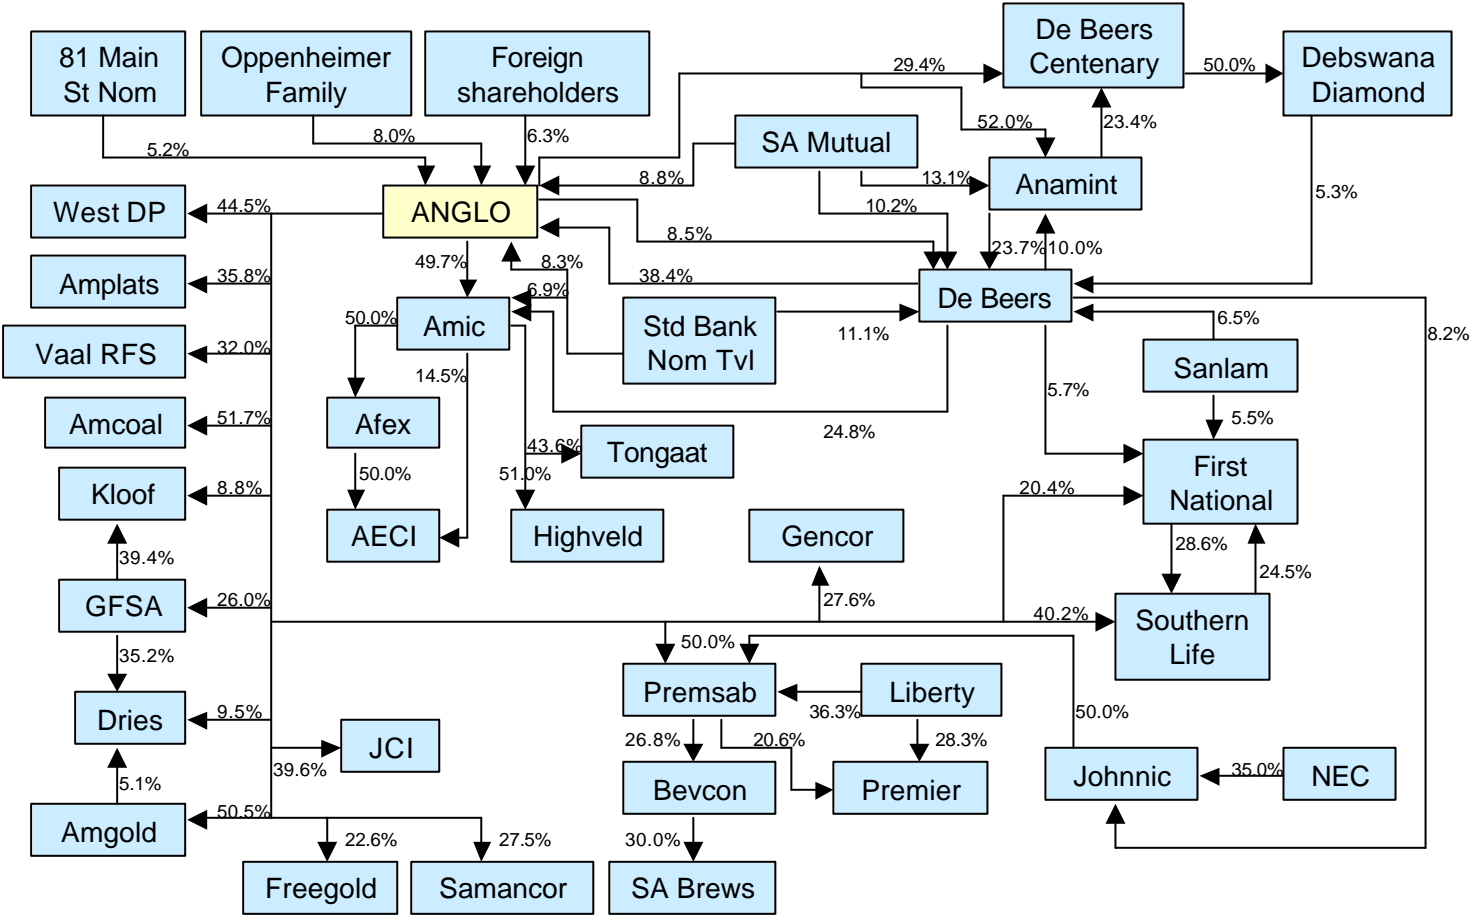 81 Main
St Nom
Oppenheimer
Family
Foreign
shareholders
De Beers
Centenary
Debswana
Diamond
29.4%
50.0%
5.2%
8.0%
6.3%
SA Mutual
52.0%
23.4%
8.8%
13.1%
Anamint
5.3%
West DP
44.5%
ANGLO
10.2%
8.5%
23.7%
10.0%
Amplats
35.8%
49.7%
8.3%
38.4%
6.9%
De Beers
Vaal RFS
32.0%
50.0%
Amic
Std Bank
Nom Tvl
11.1%
6.5%
8.2%
14.5%
5.7%
Sanlam
Amcoal
51.7%
Afex
24.8%
5.5%
43.6%
Tongaat
Kloof
8.8%
50.0%
51.0%
First
National
20.4%
AECI
Highveld
Gencor
39.4%
28.6%
24.5%
GFSA
26.0%
27.6%
40.2%
Southern
Life
35.2%
50.0%
Premsab
Liberty
36.3%
50.0%
Dries
9.5%
JCI
39.6%
26.8%
20.6%
28.3%
5.1%
Bevcon
Premier
Johnnic
35.0%
NEC
Amgold
50.5%
22.6%
27.5%
30.0%
Freegold
Samancor
SA Brews